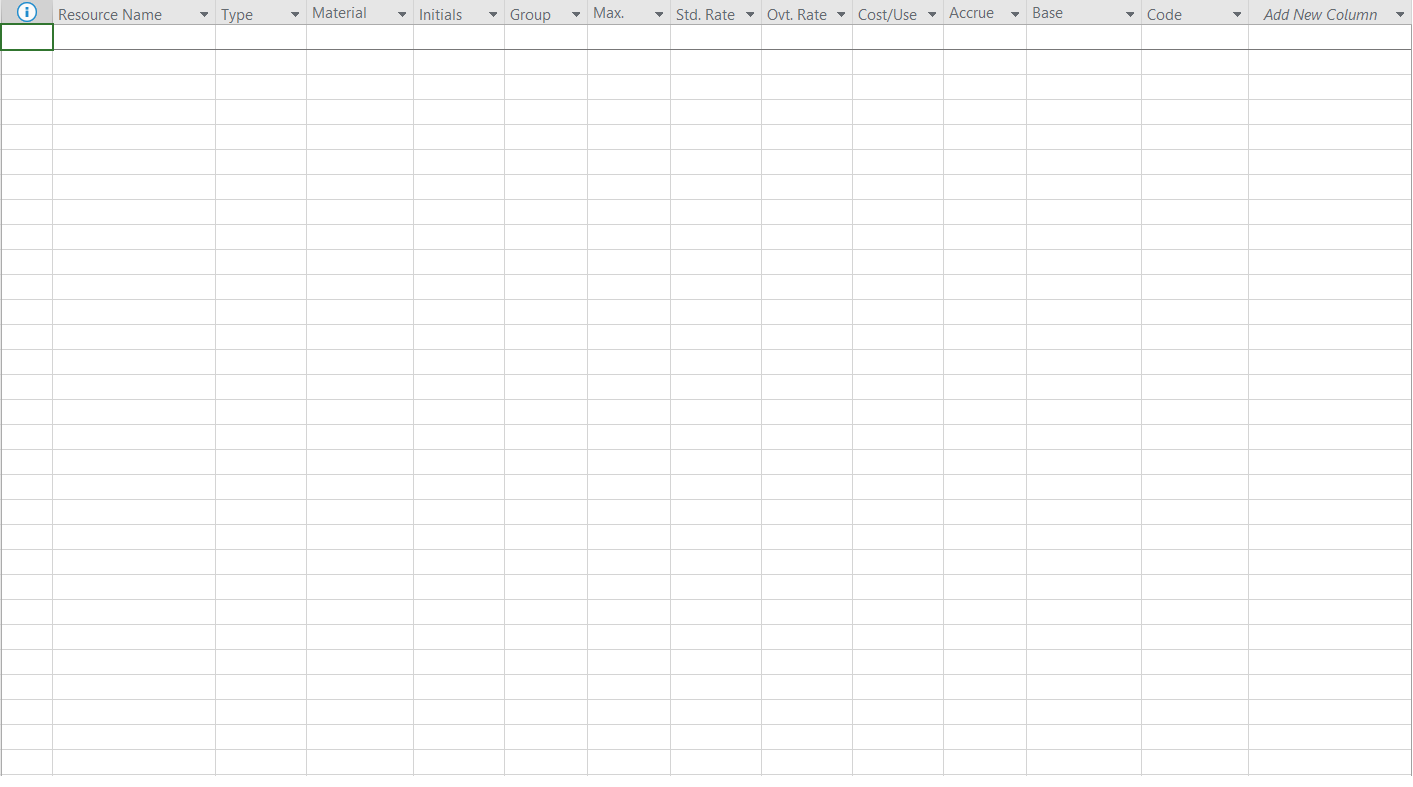 Resource Name Type Material Initials Group Max. Std. Rate Ovt. Rate Cost/Use Accrue Base Code Add New Column